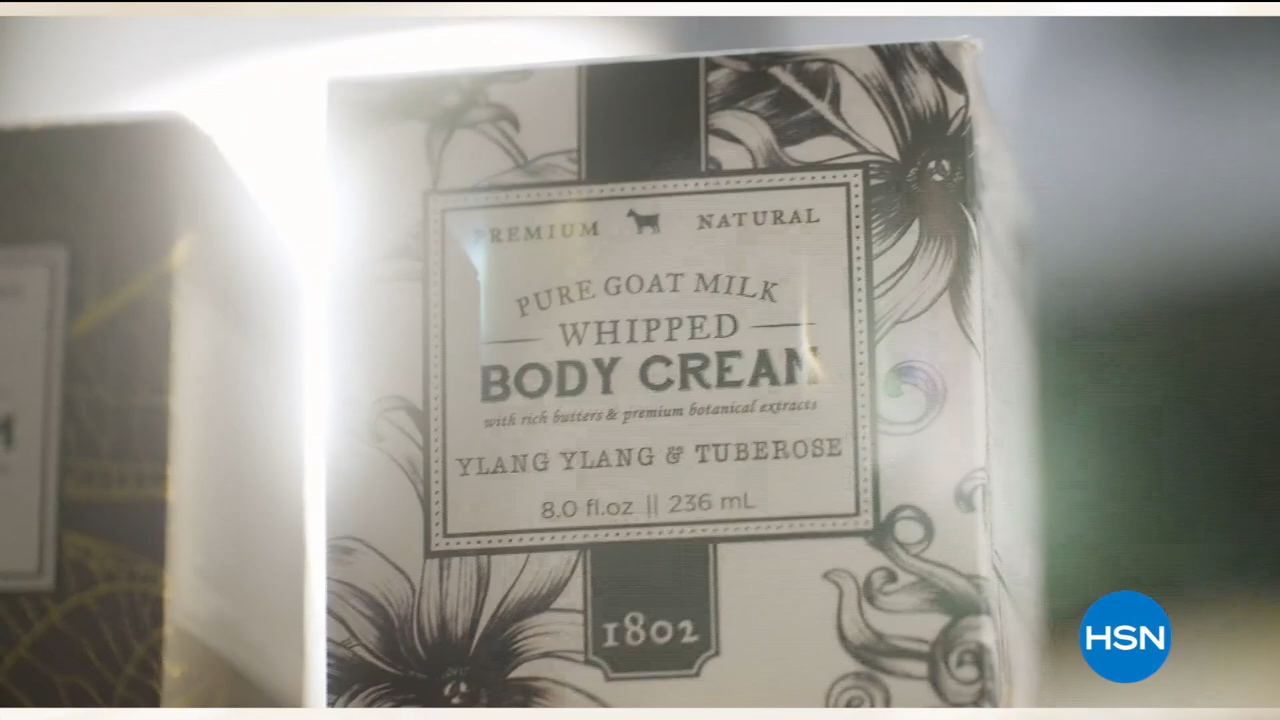 PREMIUM NATURAL
PURE GOAT MILK
WHIPPED
BODY CREAM
with rich butters & premium botanical extracts
YLANG YLANG & TUBEROSE
8.0 fl.oz || 236 mL
1802
HSN